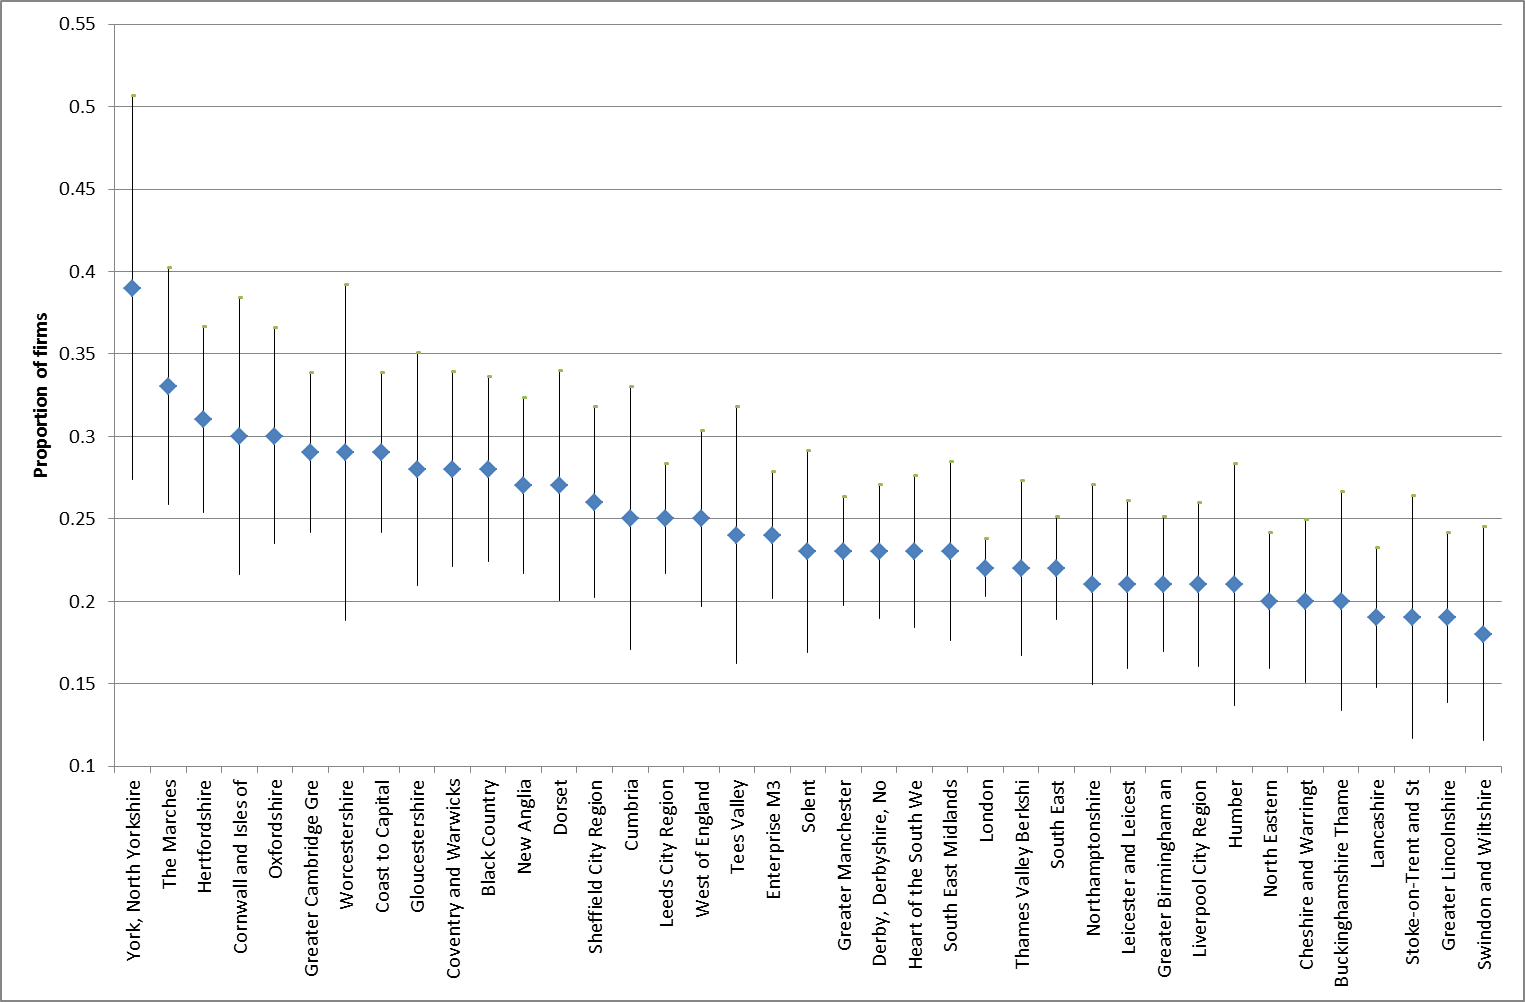 0.55
0.5
0.45
0.4
0.35
0.3
0.25
0.2
0.15
0.1
Proportion of firms
York, North Yorkshire
The Marches
Hertfordshire
Cornwall and Isles of
Oxfordshire
Greater Cambridge Gre
Worcestershire
Coast to Capital
Gloucestershire
Coventry and Warwicks
Black Country
New Anglia
Dorset
Sheffield City Region
Cumbria
Leeds City Region
West of England
Tees Valley
Enterprise M3
Solent
Greater Manchester
Derby, Derbyshire, No
Heart of the South We
South East Midlands
London
Thames Valley Berkshi
South East
Northamptonshire
Leicester and Leicest
Greater Birmingham an
Liverpool City Region
Humber
North Eastern
Cheshire and Warringt
Buckinghamshire Thame
Lancashire
Stoke-on-Trent and St
Greater Lincolnshire
Swindon and Wiltshire